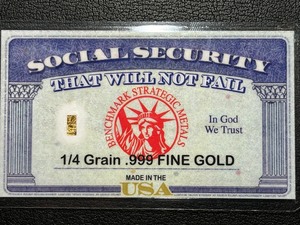 SOCIAL SECURITY
THAT WILL NOT FAIL
BENCHMARK STRATEGIC METALS
In God
We Trust
1/4 Grain .999 FINE GOLD
MADE IN THE
USA